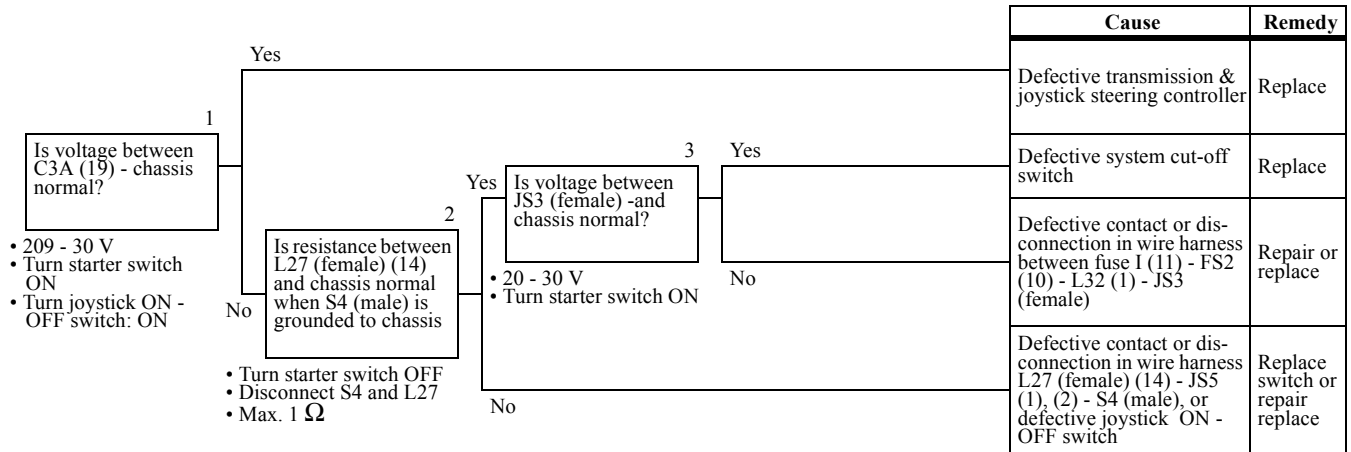 Cause
Remedy
Yes
Defective transmission &
joystick steering controller
Replace
1
Is voltage between
C3A (19) - chassis
normal?
• 209 - 30 V
• Turn starter switch
ON
• Turn joystick ON -
OFF switch: ON
No
2
Is resistance between
L27 (female) (14)
and chassis normal
when S4 (male) is
grounded to chassis
• Turn starter switch OFF
• Disconnect S4 and L27
• Max. 1 Ω
Yes
3
Is voltage between
JS3 (female) -and
chassis normal?
• 20 - 30 V
• Turn starter switch ON
Yes
Defective system cut-off
switch
Replace
No
Defective contact or dis-
connection in wire harness
between fuse I (11) - FS2
(10) - L32 (1) - JS3
(female)
Repair or
replace
No
Defective contact or dis-
connection in wire harness
L27 (female) (14) - JS5
(1), (2) - S4 (male), or
defective joystick  ON -
OFF switch
Replace
switch or
repair
replace